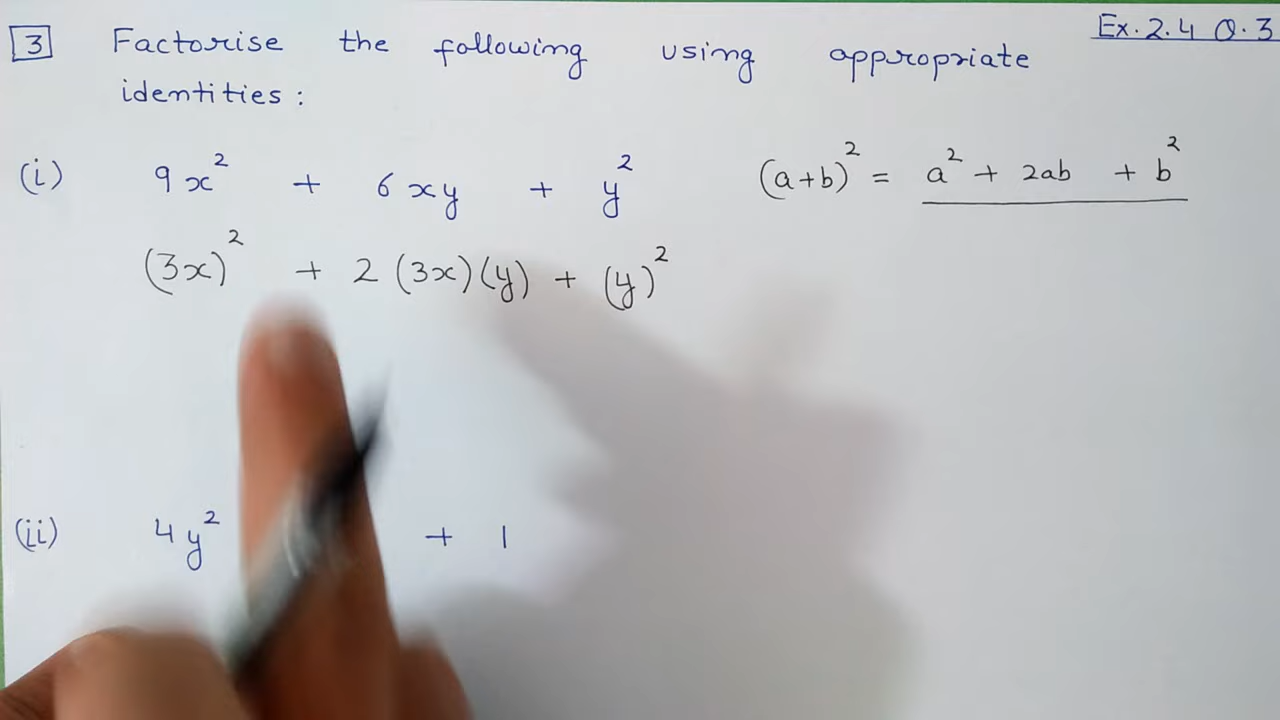 Ex.2.4 Q.3
3 Factorise the following using appropriate
identities :
(i) 9x² + 6xy + y² (a+b)² = a² + 2ab + b²
(3x)² + 2 (3x)(y) + (y)²
(ii) 4y² + 1